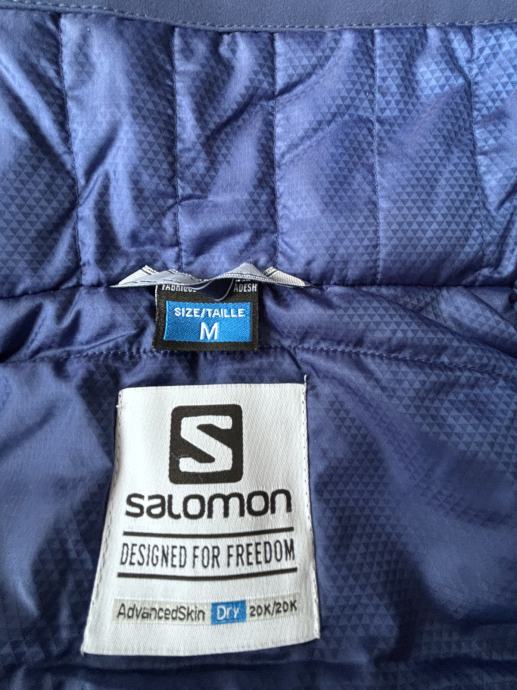 SIZE/TAILLE
M
S
SALOMON
DESIGNED FOR FREEDOM
AdvancedSkin Dry 20K/20K